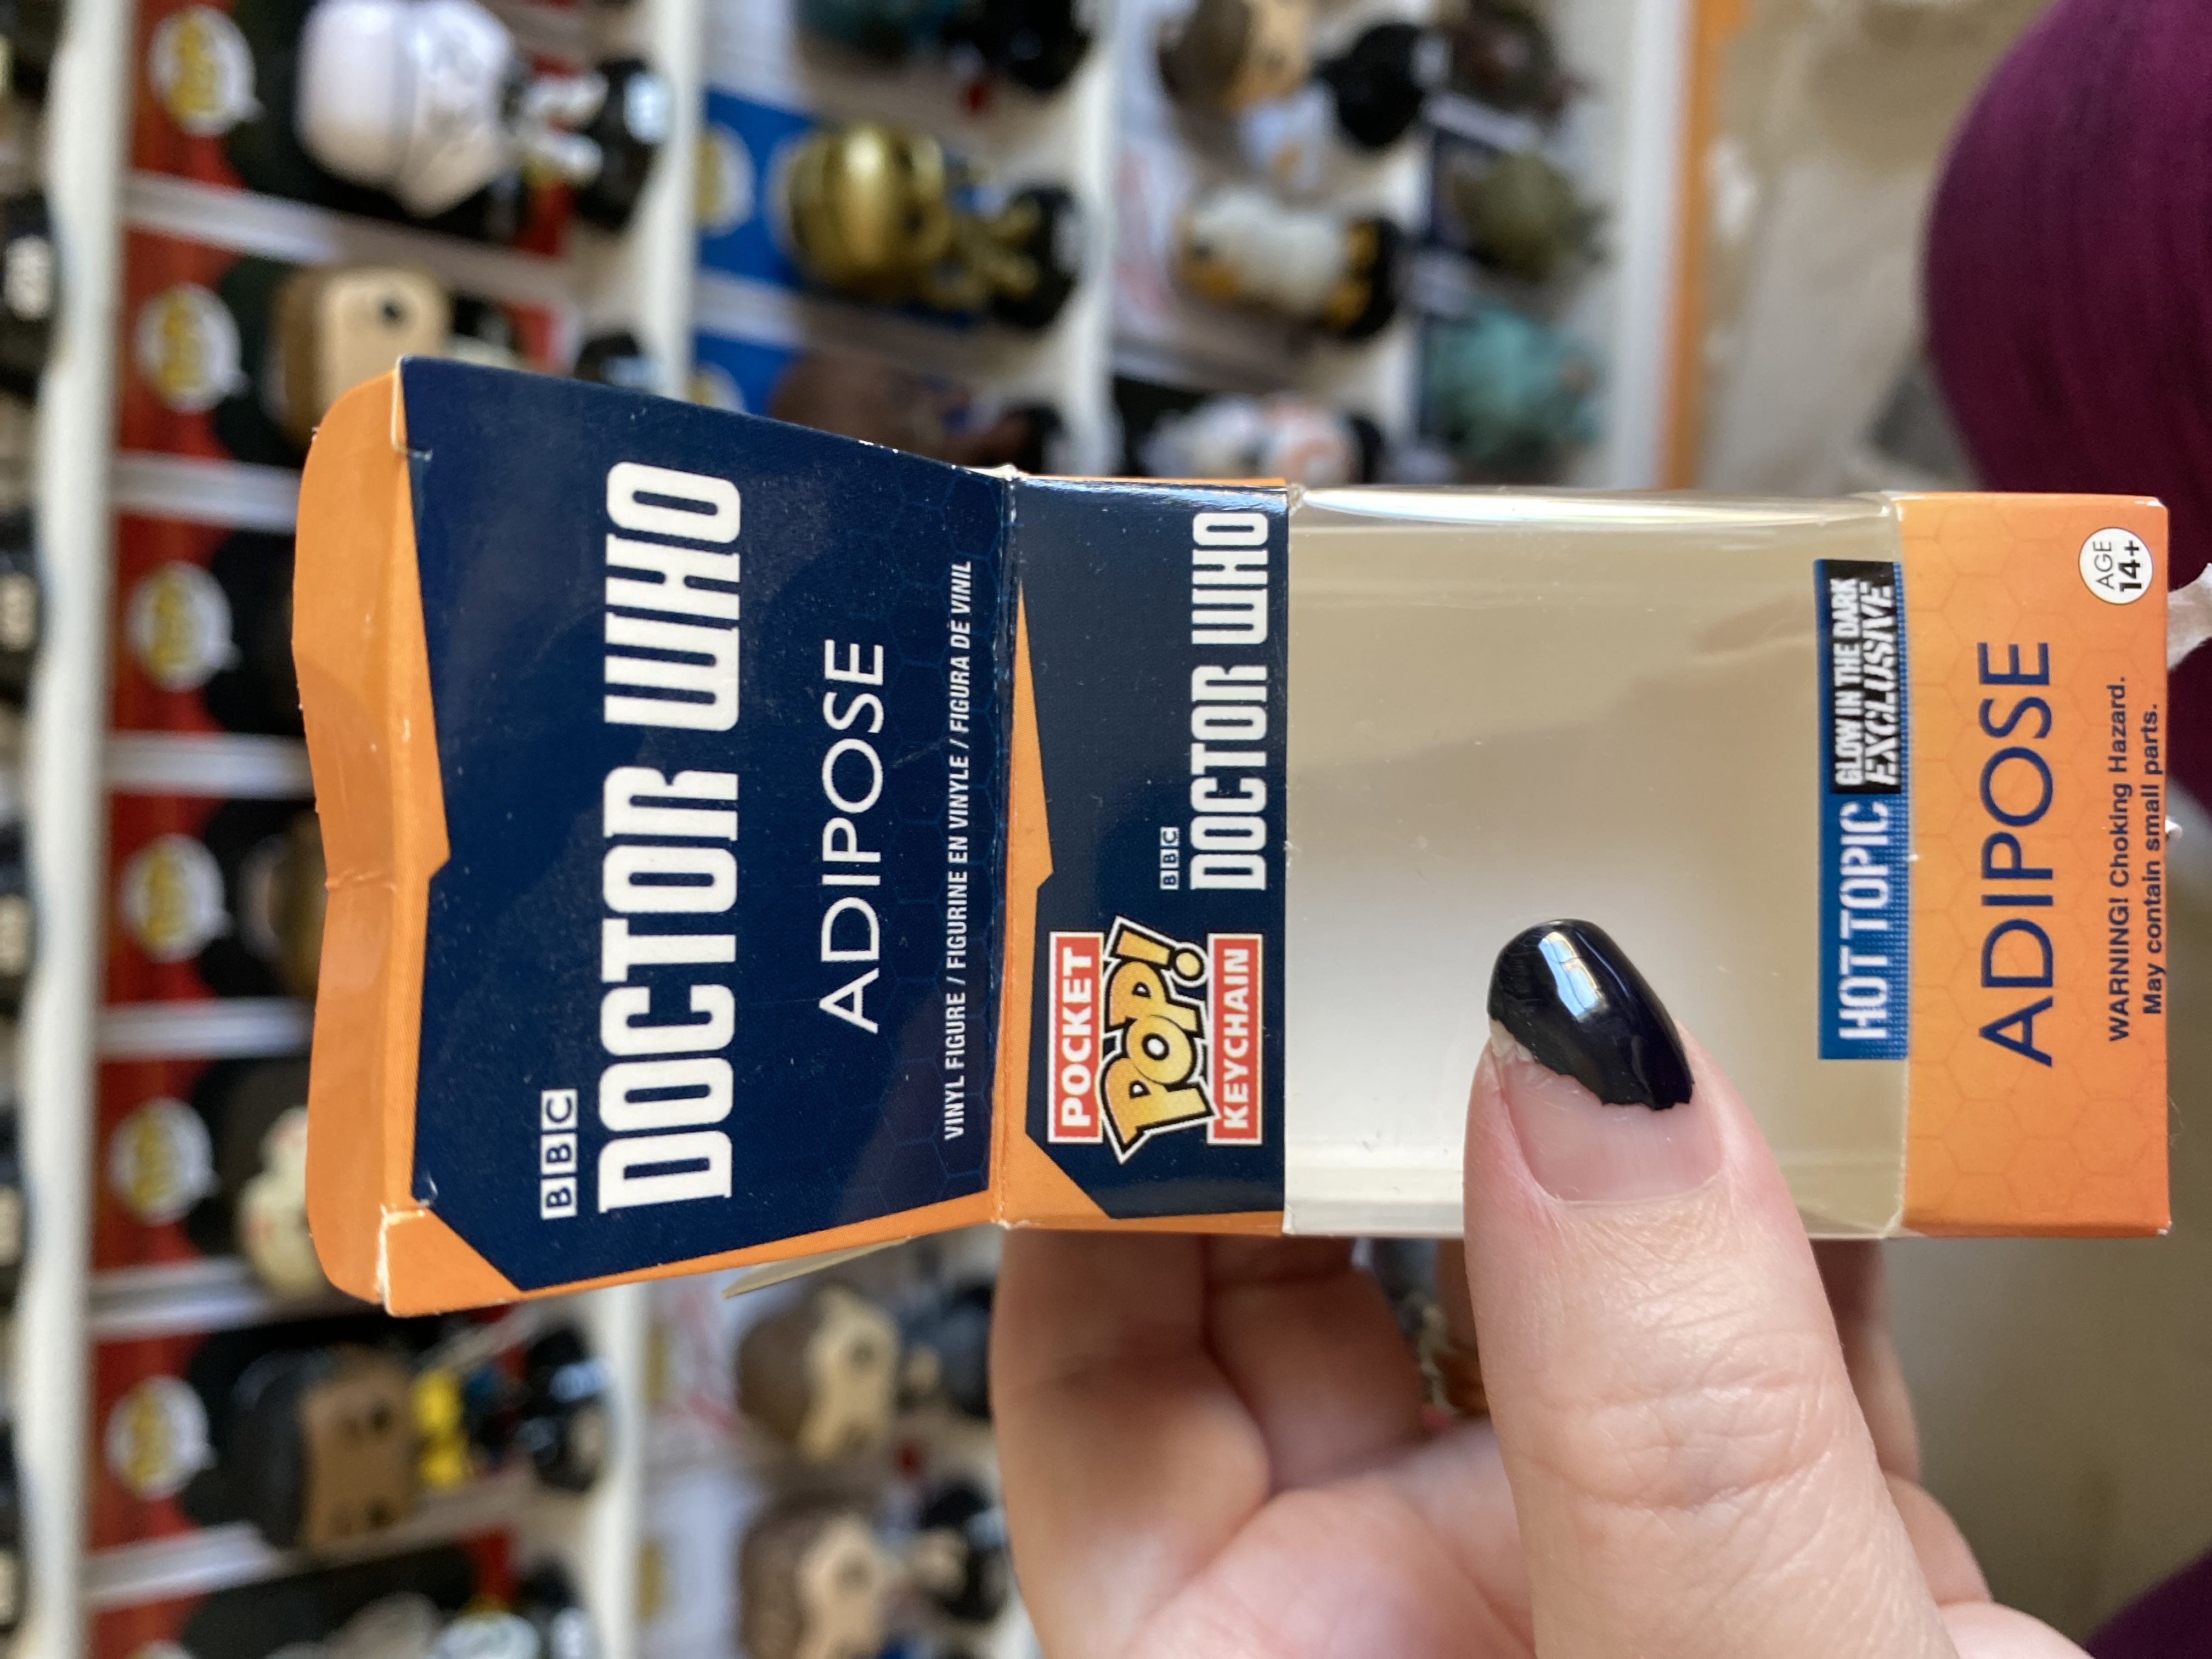 BBC
DOCTOR WHO
ADIPOSE
VINYL FIGURE / FIGURINE EN VINYLE / FIGURA DE VINIL
POCKET
POP!
KEYCHAIN
BBC
DOCTOR WHO
HOT TOPIC
GLOW IN THE DARK
EXCLUSIVE
ADIPOSE
AGE
14+
WARNING! Choking Hazard.
May contain small parts.